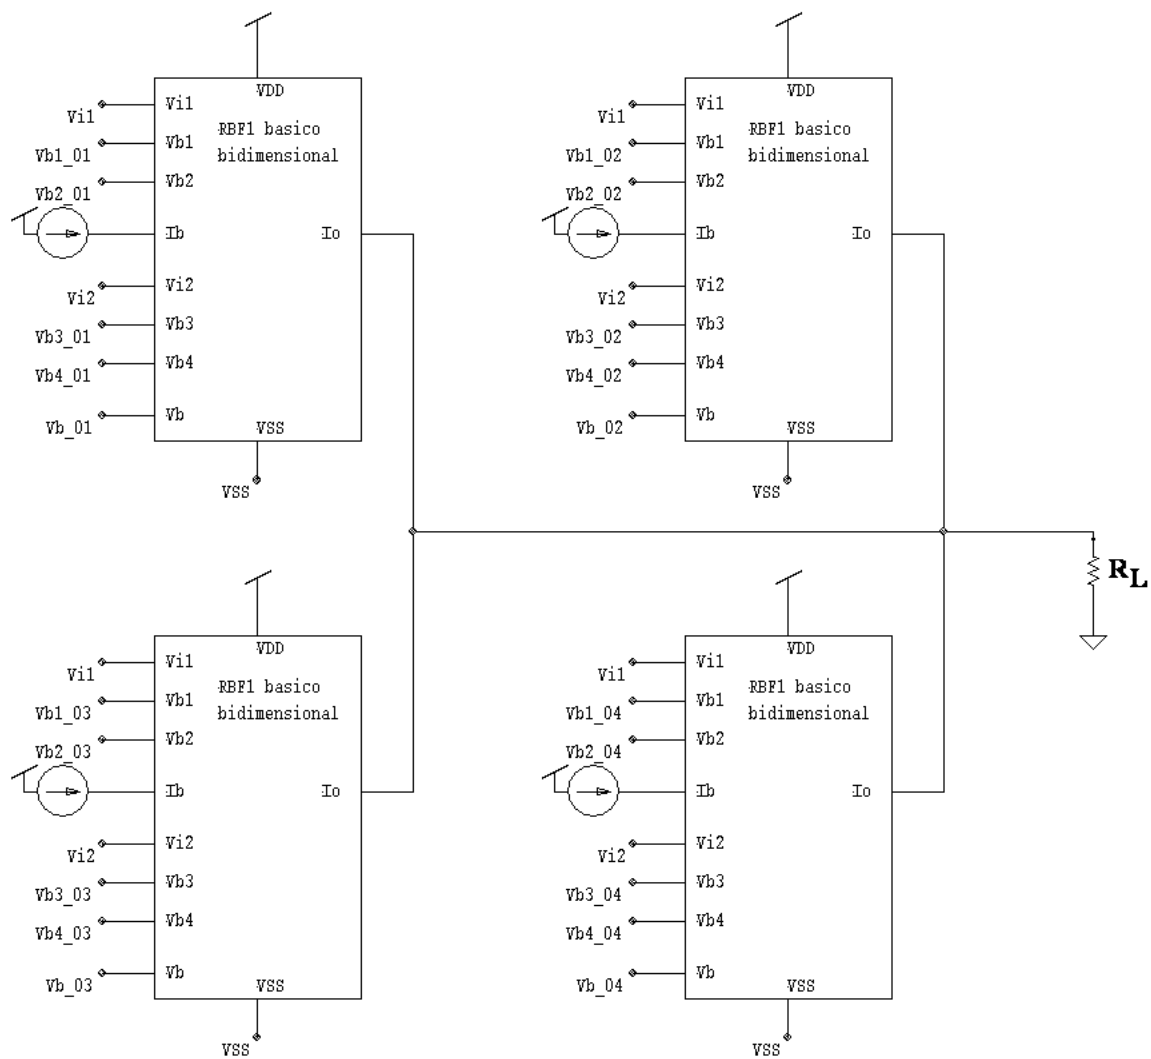 VDD
Vi1
Vi1
RBF1 basico
Vb1
bidimensional
Vb1_01
Vb2
Vb2_01
Ib
Io
Vi2
Vi2
Vb3
Vb3_01
Vb4
Vb4_01
Vb
Vb_01
VSS
VSS
VDD
Vi1
Vi1
RBF1 basico
Vb1
bidimensional
Vb1_02
Vb2
Vb2_02
Ib
Io
Vi2
Vi2
Vb3
Vb3_02
Vb4
Vb4_02
Vb
Vb_02
VSS
VSS
RL
VDD
Vi1
Vi1
RBF1 basico
Vb1
bidimensional
Vb1_03
Vb2
Vb2_03
Ib
Io
Vi2
Vi2
Vb3
Vb3_03
Vb4
Vb4_03
Vb
Vb_03
VSS
VSS
VDD
Vi1
Vi1
RBF1 basico
Vb1
bidimensional
Vb1_04
Vb2
Vb2_04
Ib
Io
Vi2
Vi2
Vb3
Vb3_04
Vb4
Vb4_04
Vb
Vb_04
VSS
VSS